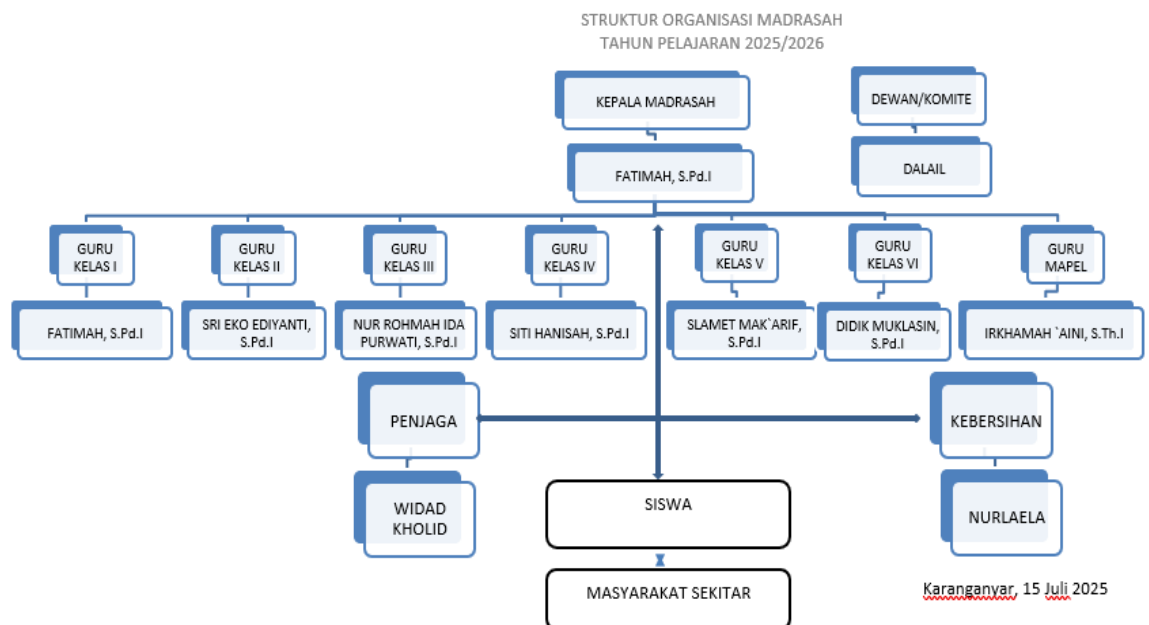 STRUKTUR ORGANISASI MADRASAH
TAHUN PELAJARAN 2025/2026
KEPALA MADRASAH
DEWAN/KOMITE
FATIMAH, S.Pd.I
DALAIL
GURU
KELAS I
GURU
KELAS II
GURU
KELAS III
GURU
KELAS IV
GURU
KELAS V
GURU
KELAS VI
GURU
MAPEL
FATIMAH, S.Pd.I
SRI EKO EDIYANTI,
S.Pd.I
NUR ROHMAH IDA
PURWATI, S.Pd.I
SITI HANISAH, S.Pd.I
SLAMET MAK`ARIF,
S.Pd.I
DIDIK MUKLASIN,
S.Pd.I
IRKHAMAH `AINI, S.Th.I
PENJAGA
KEBERSIHAN
WIDAD
KHOLID
SISWA
NURLAELA
MASYARAKAT SEKITAR
Karanganyar, 15 Juli 2025